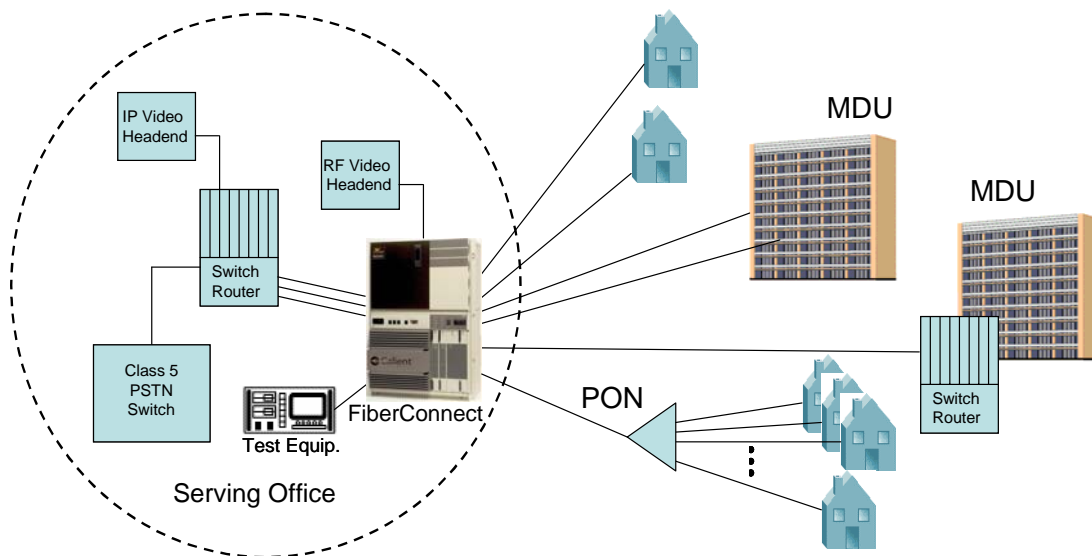 IP Video
Headend
RF Video
Headend
MDU
MDU
Switch
Router
Class 5
PSTN
Switch
Calient
FiberConnect
Test Equip.
PON
Switch
Router
Serving Office